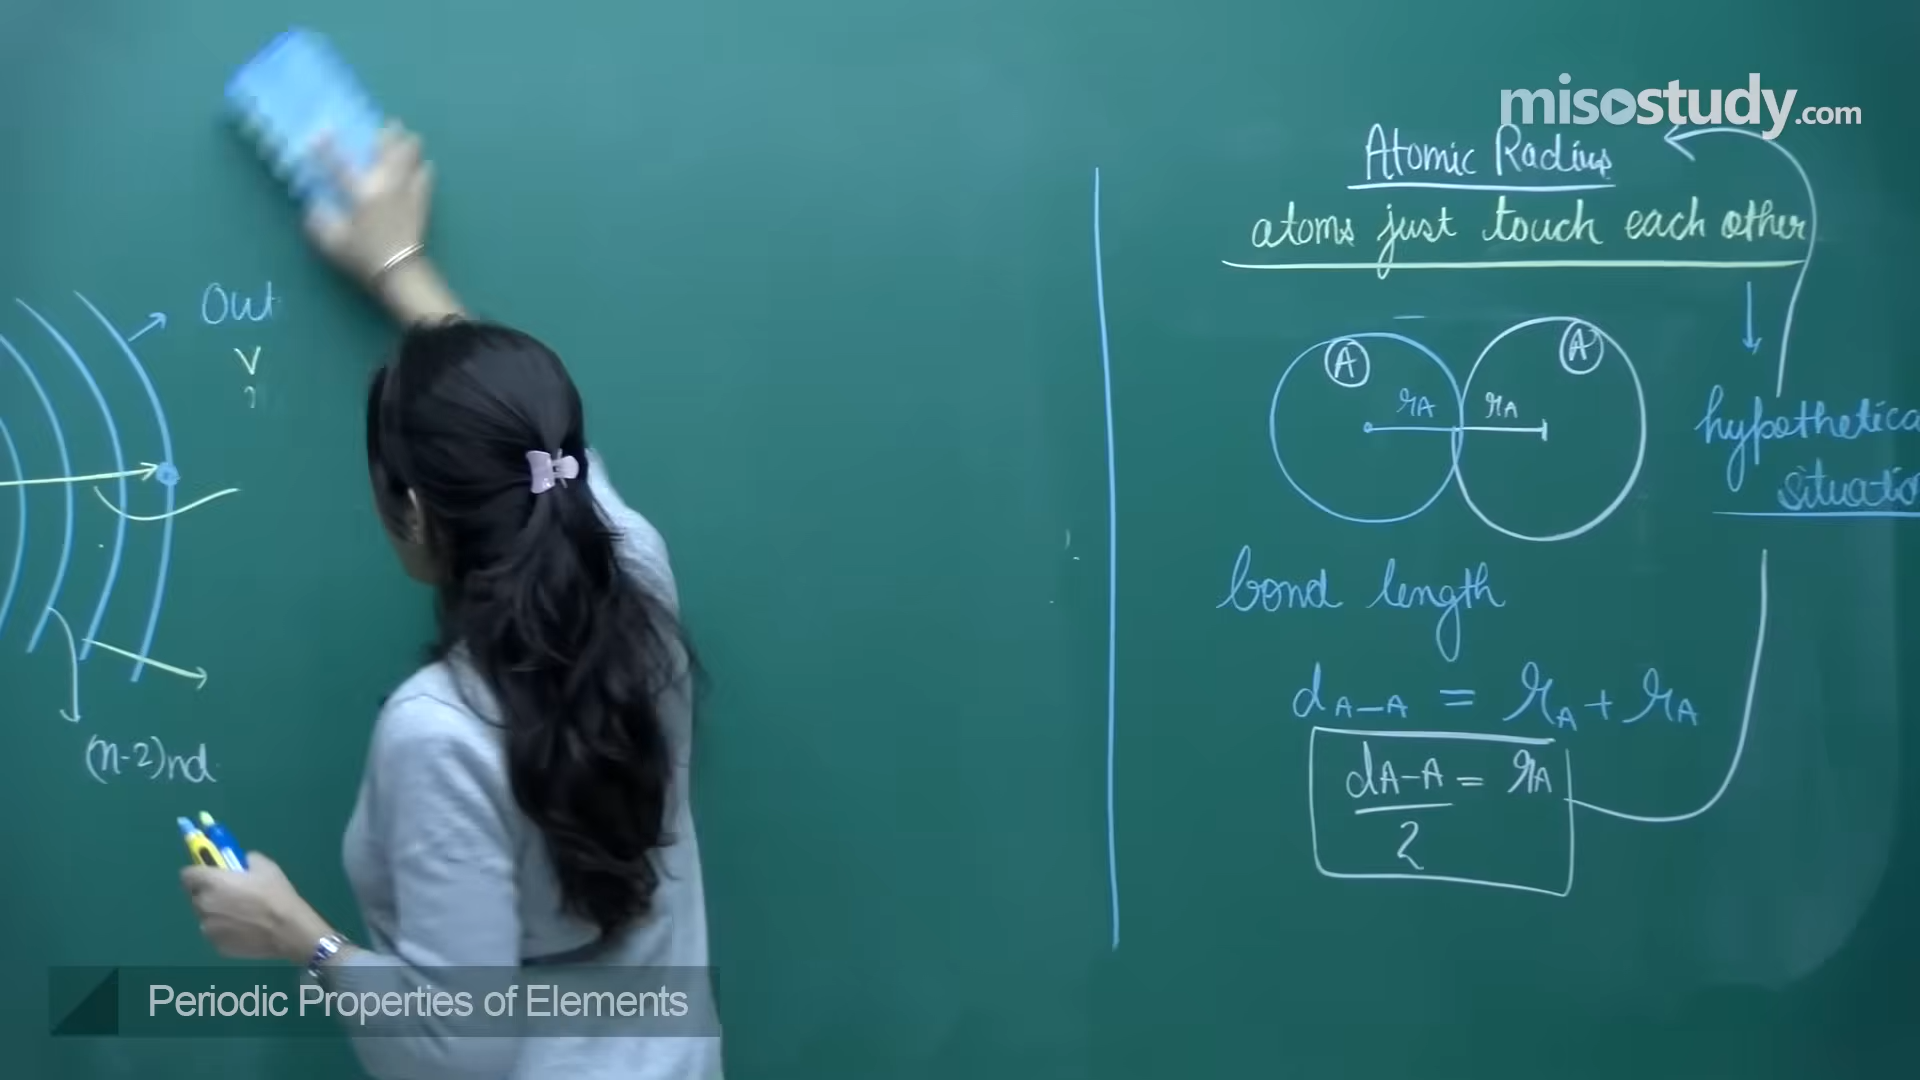 misostudy.com
Atomic Radius
atoms just touch each other
Out
V
?
A
A
rA
rA
hypothetica
situatio
bond length
dA-A = rA + rA
(n-2)nd
dA-A = rA
2
Periodic Properties of Elements